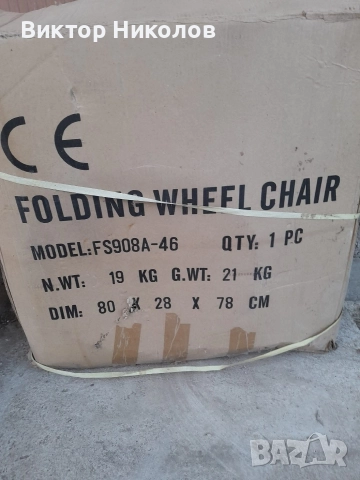 Виктор Николов
CE
FOLDING WHEEL CHAIR
MODEL:FS908A-46 QTY: 1 PC
N.WT: 19 KG G.WT: 21 KG
DIM: 80 X 28 X 78 CM
BAZAR